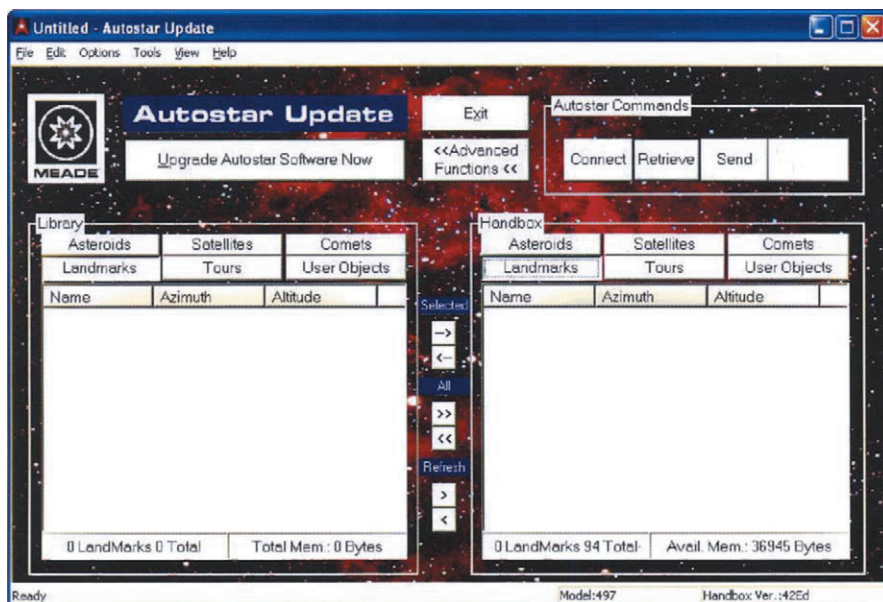 Untitled - Autostar Update
File Edit Options Tools View Help
MEADE
Autostar Update
Upgrade Autostar Software Now
Exit
<<Advanced
Functions <<
Autostar Commands
Connect Retrieve Send
Library
Asteroids Satellites Comets
Landmarks Tours User Objects
Name Azimuth Altitude
0 LandMarks 0 Total Total Mem.: 0 Bytes
Selected
-->
<--
All
>>
<<
Refresh
>
<
Handbox
Asteroids Satellites Comets
Landmarks Tours User Objects
Name Azimuth Altitude
0 LandMarks 94 Total Avail. Mem.: 36945 Bytes
Ready Model:497 Handbox Ver.:42Ed